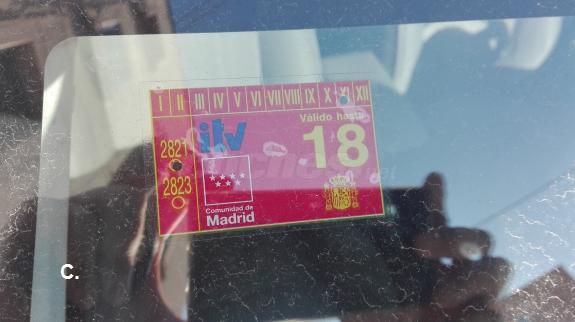 I II III IV V VI VII VIII IX X XI XII
Válido hasta
itv
18
2821
2823
Comunidad de
Madrid
C.